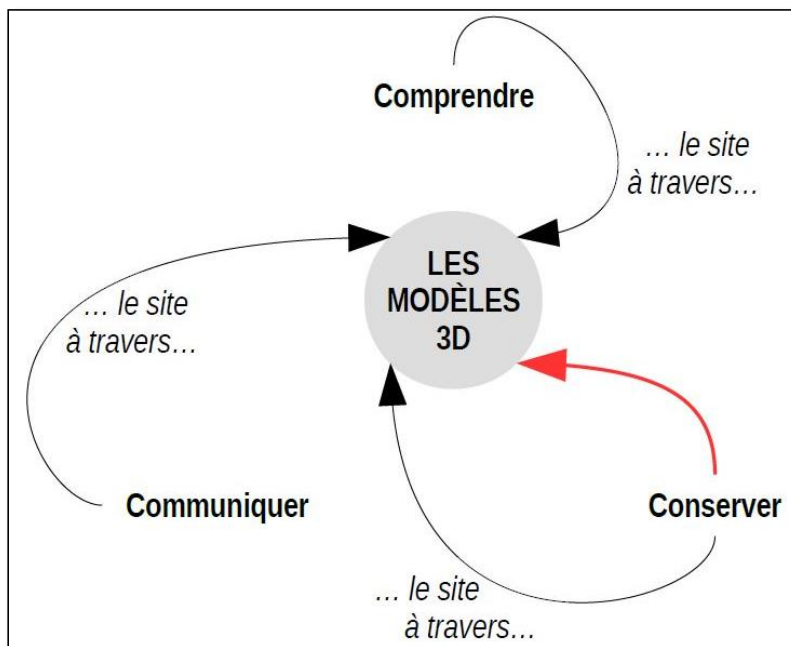 Comprendre
… le site
à travers…
LES
MODÈLES
3D
… le site
à travers…
Communiquer
Conserver
… le site
à travers…